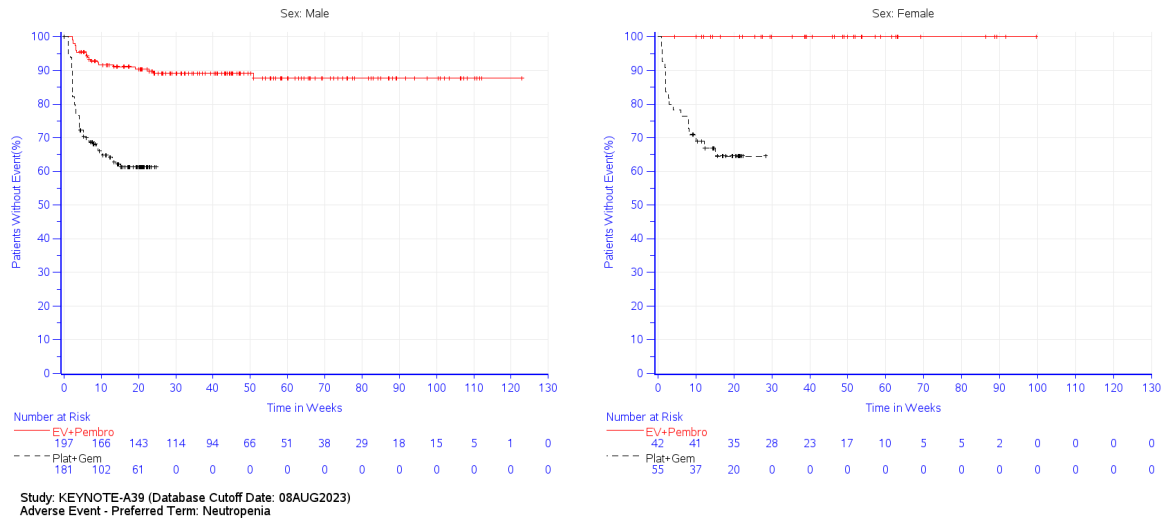 Sex: Male
Patients Without Event(%)
100
90
80
70
60
50
40
30
20
10
0
0 10 20 30 40 50 60 70 80 90 100 110 120 130
Time in Weeks
Number at Risk
EV+Pembro
197 166 143 114 94 66 51 38 29 18 15 5 1 0
Plat+Gem
181 102 61 0 0 0 0 0 0 0 0 0 0 0
Sex: Female
Patients Without Event(%)
100
90
80
70
60
50
40
30
20
10
0
0 10 20 30 40 50 60 70 80 90 100 110 120 130
Time in Weeks
Number at Risk
EV+Pembro
42 41 35 28 23 17 10 5 5 2 0 0 0 0
Plat+Gem
55 37 20 0 0 0 0 0 0 0 0 0 0 0
Study: KEYNOTE-A39 (Database Cutoff Date: 08AUG2023)
Adverse Event - Preferred Term: Neutropenia